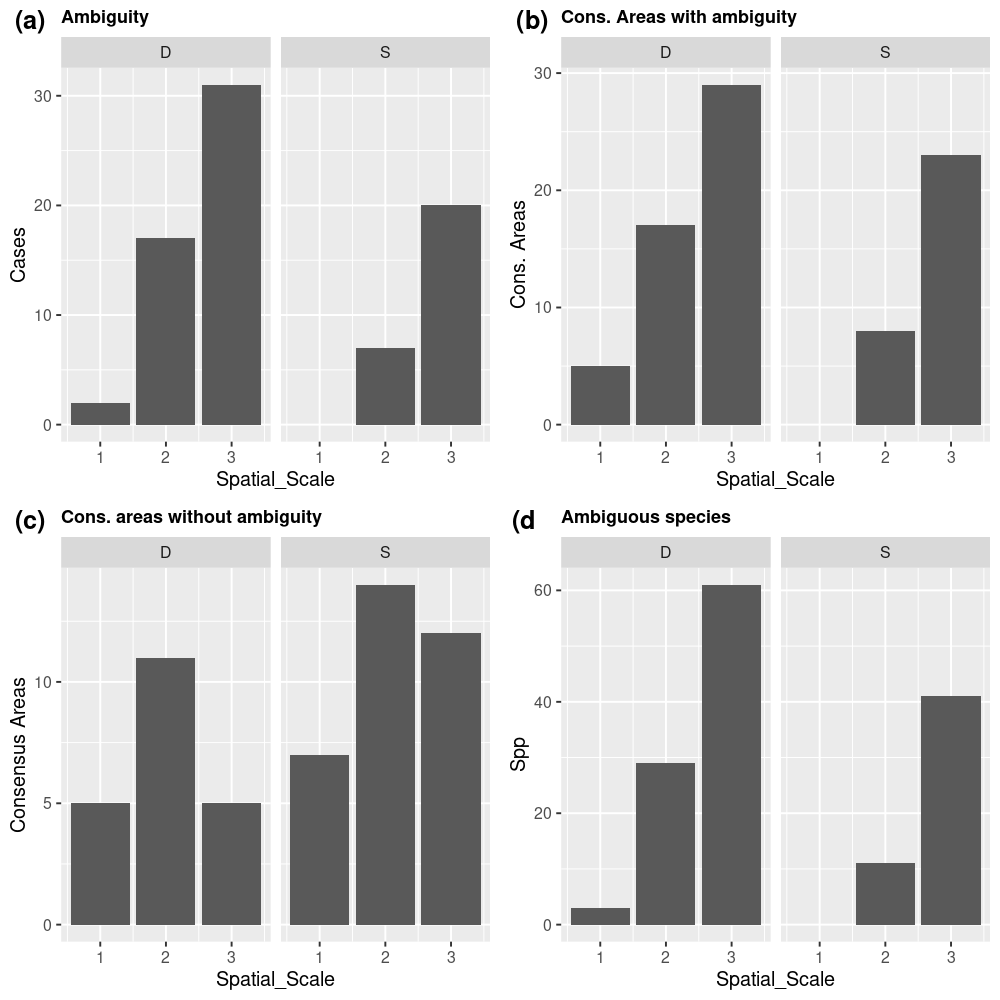 (a) Ambiguity
D S
30
20
10
0
Cases
1 2 3 1 2 3
Spatial_Scale
(b) Cons. Areas with ambiguity
D S
30
20
10
0
Cons. Areas
1 2 3 1 2 3
Spatial_Scale
(c) Cons. areas without ambiguity
D S
10
5
0
Consensus Areas
1 2 3 1 2 3
Spatial_Scale
(d Ambiguous species
D S
60
40
20
0
Spp
1 2 3 1 2 3
Spatial_Scale